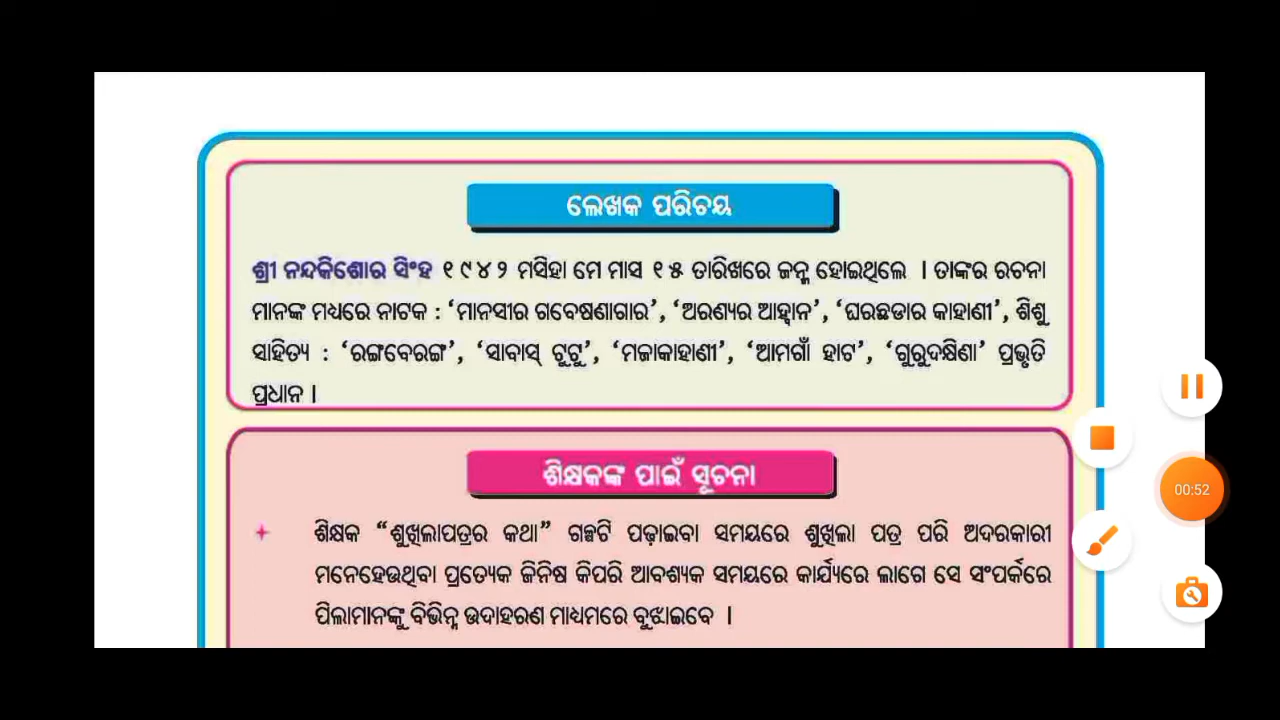 ଲେଖକ ପରିଚୟ
ଶ୍ରୀ ନନ୍ଦକିଶୋର ସିଂହ ୧୯୪୨ ମସିହା ମେ ମାସ ୧୫ ତାରିଖରେ ଜନ୍ମ ହୋଇଥିଲେ । ତାଙ୍କର ରଚନା
ମାନଙ୍କ ମଧ୍ୟରେ ନାଟକ : ‘ମାନସୀର ଗବେଷଣାଗାର’, ‘ଅରଣ୍ୟର ଆହ୍ୱାନ’, ‘ଘରଛଡାର କାହାଣୀ’, ଶିଶୁ
ସାହିତ୍ୟ : ‘ରଙ୍ଗବେରଙ୍ଗ’, ‘ସାବାସ୍ ଟୁଟୁ’, ‘ମଜାକାହାଣୀ’, ‘ଆମଗାଁ ହାଟ’, ‘ଗୁରୁଦକ୍ଷିଣା’ ପ୍ରଭୃତି
ପ୍ରଧାନ ।
ଶିକ୍ଷକଙ୍କ ପାଇଁ ସୂଚନା
ଶିକ୍ଷକ “ଶୁଖିଲାପତ୍ରର କଥା” ଗଳ୍ପଟି ପଢ଼ାଇବା ସମୟରେ ଶୁଖିଲା ପତ୍ର ପରି ଅଦରକାରୀ
ମନେହେଉଥିବା ପ୍ରତ୍ୟେକ ଜିନିଷ କିପରି ଆବଶ୍ୟକ ସମୟରେ କାର୍ଯ୍ୟରେ ଲାଗେ ସେ ସଂପର୍କରେ
ପିଲାମାନଙ୍କୁ ବିଭିନ୍ନ ଉଦାହରଣ ମାଧ୍ୟମରେ ବୁଝାଇବେ ।
00:52